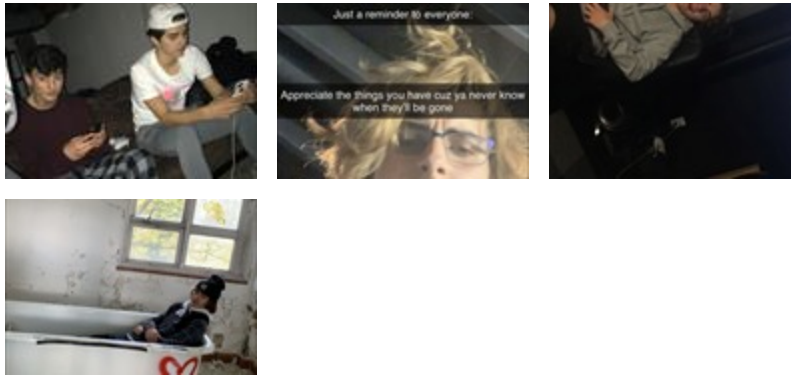 Just a reminder to everyone:
Appreciate the things you have cuz ya never know
when they'll be gone